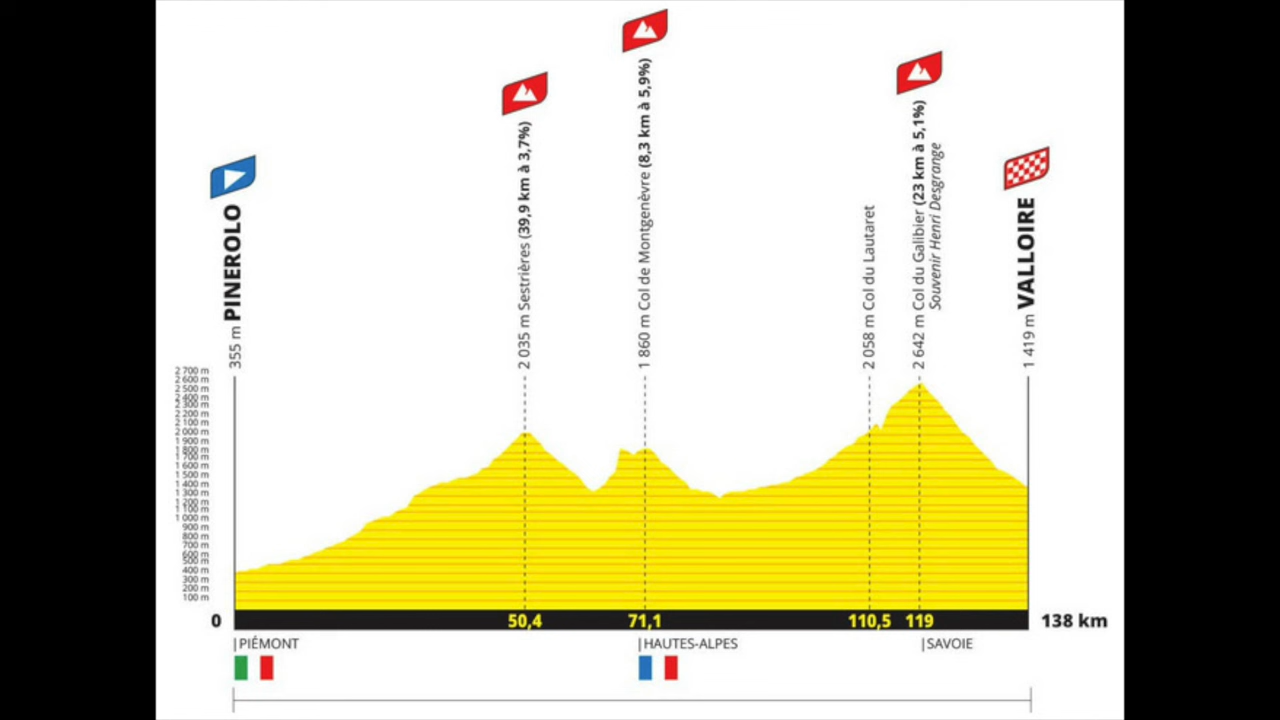 355 m PINEROLO
2 035 m Sestrières (39,9 km à 3,7%)
1 860 m Col de Montgenèvre (8,3 km à 5,9%)
2 058 m Col du Lautaret
2 642 m Col du Galibier (23 km à 5,1%)
Souvenir Henri Desgrange
1 419 m VALLOIRE
2 700 m
2 600 m
2 500 m
2 400 m
2 300 m
2 200 m
2 100 m
2 000 m
1 900 m
1 800 m
1 700 m
1 600 m
1 500 m
1 400 m
1 300 m
1 200 m
1 100 m
1 000 m
900 m
800 m
700 m
600 m
500 m
400 m
300 m
200 m
100 m
0 50,4 71,1 110,5 119 138 km
|PIÉMONT |HAUTES-ALPES |SAVOIE